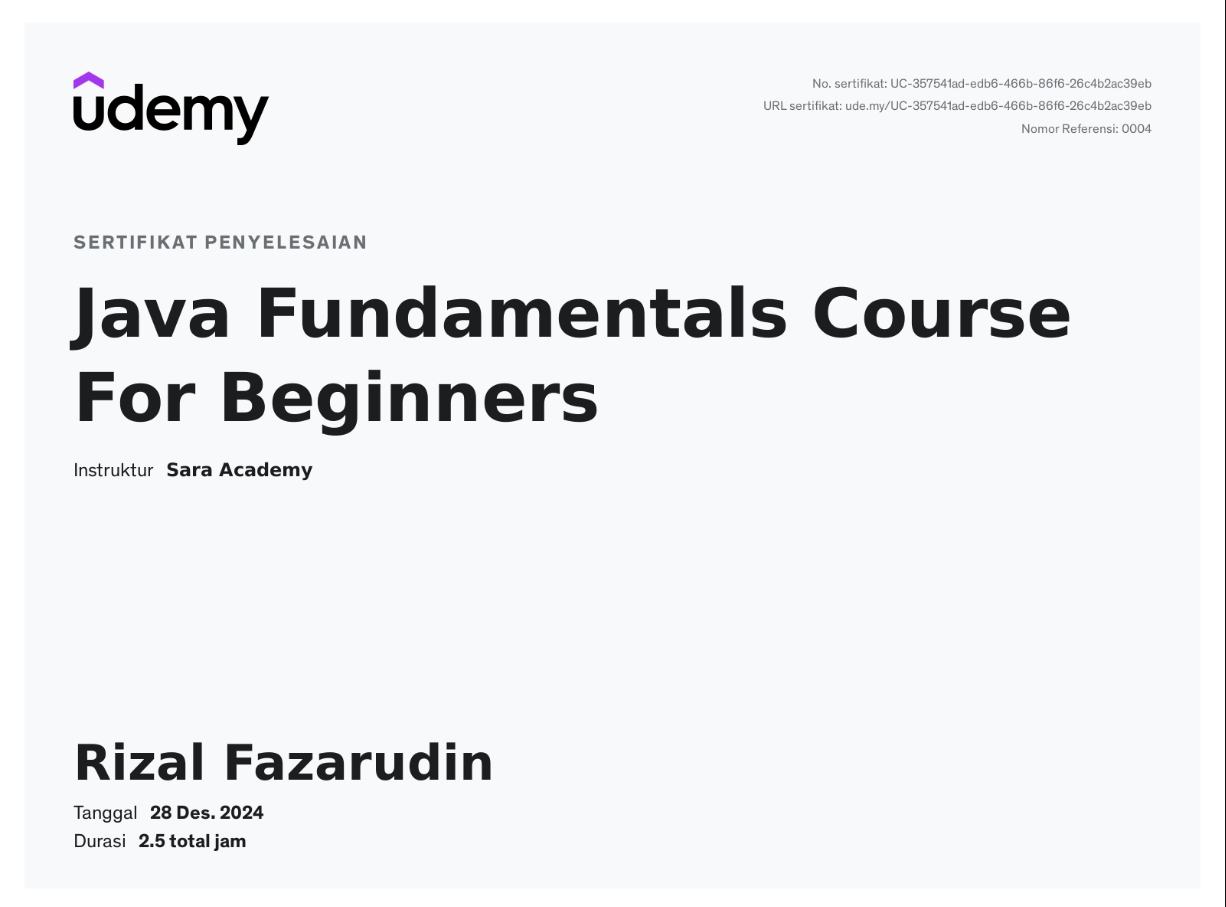 udemy
No. sertifikat: UC-357541ad-edb6-466b-86f6-26c4b2ac39eb
URL sertifikat: ude.my/UC-357541ad-edb6-466b-86f6-26c4b2ac39eb
Nomor Referensi: 0004
SERTIFIKAT PENYELESAIAN
Java Fundamentals Course
For Beginners
Instruktur Sara Academy
Rizal Fazarudin
Tanggal 28 Des. 2024
Durasi 2.5 total jam